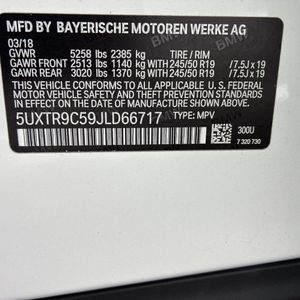 MFD BY BAYERISCHE MOTOREN WERKE AG
03/18
GVWR 5258 lbs 2385 kg TIRE / RIM
GAWR FRONT 2513 lbs 1140 kg 245/50 R19 /7.5J x 19
GAWR REAR 3020 lbs 1370 kg 245/50 R19 /7.5J x 19
THIS VEHICLE CONFORMS TO ALL APPLICABLE U.S. FEDERAL MOTOR
VEHICLE SAFETY, BUMPER, AND THEFT PREVENTION STANDARDS IN
EFFECT ON THE DATE OF MANUFACTURE SHOWN ABOVE.
5UXTR9C59JLD66717 TYPE: MPV
300U
7 320 730